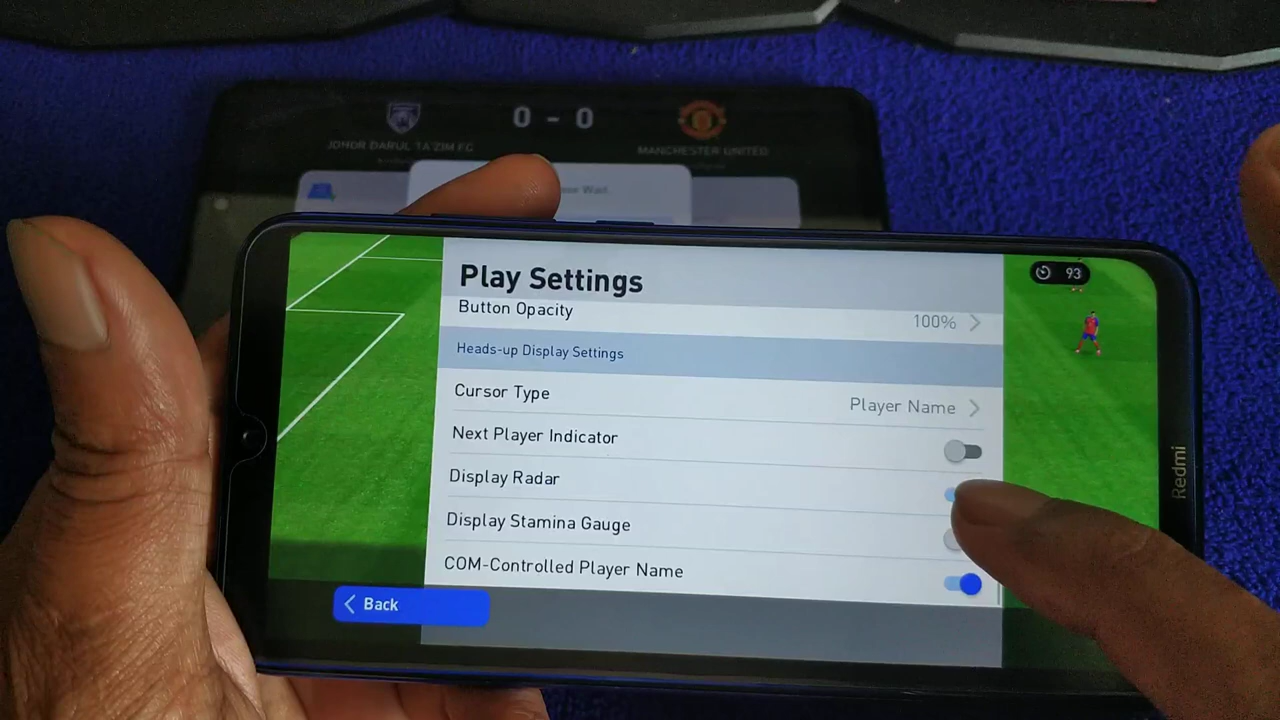 0 - 0
JOHOR DARUL TA'ZIM FC
MANCHESTER UNITED
Wait
Play Settings
93
Button Opacity
100%
Heads-up Display Settings
Cursor Type
Player Name
Next Player Indicator
Display Radar
Display Stamina Gauge
COM-Controlled Player Name
Back
Redmi